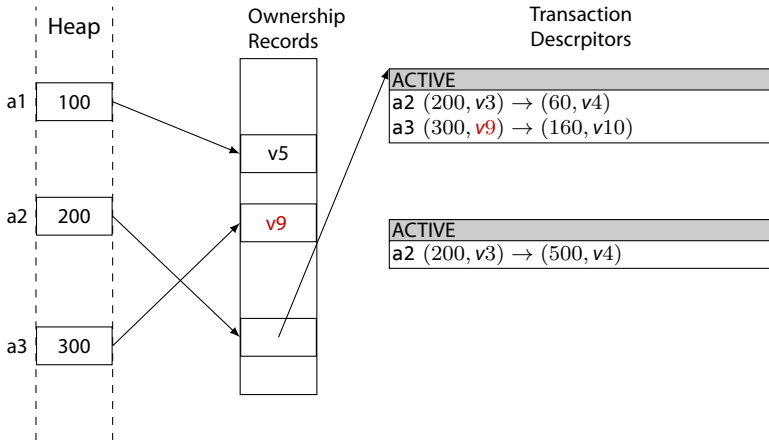 Heap
Ownership
Records
Transaction
Descrpitors
a1
100
v5
ACTIVE
a2 (200, v3) → (60, v4)
a3 (300, v9) → (160, v10)
a2
200
v9
ACTIVE
a2 (200, v3) → (500, v4)
a3
300